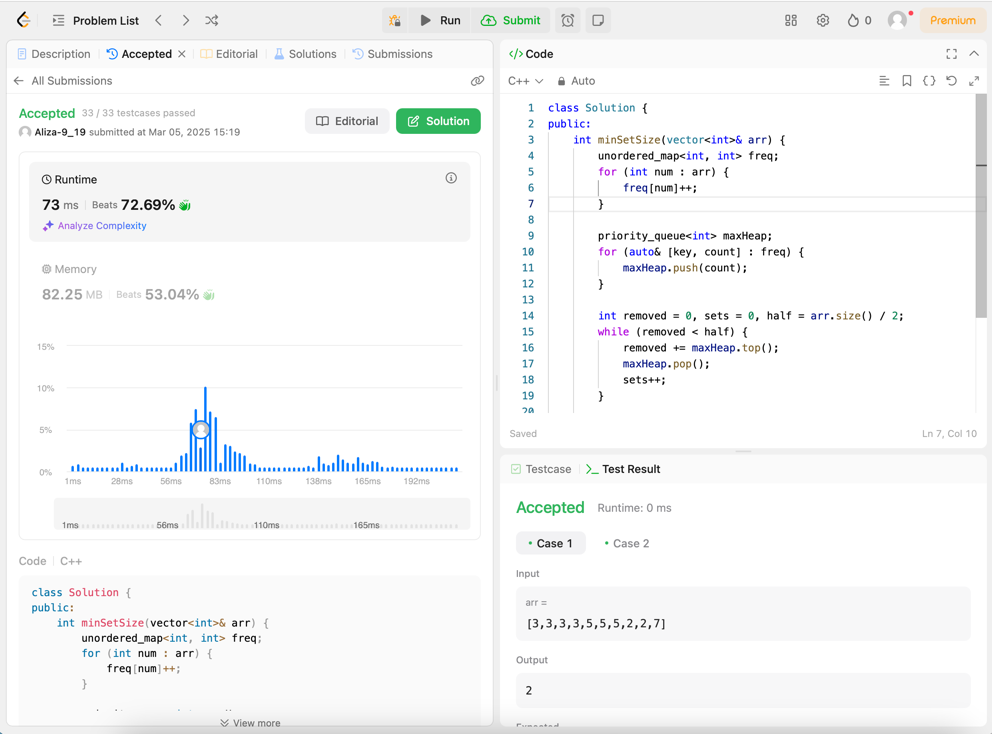 Problem List
Run
Submit
0
Premium
Description
Accepted
Editorial
Solutions
Submissions
All Submissions
Accepted 33 / 33 testcases passed
Aliza-9_19 submitted at Mar 05, 2025 15:19
Editorial
Solution
Runtime
73 ms | Beats 72.69%
Analyze Complexity
Memory
82.25 MB | Beats 53.04%
15%
10%
5%
0%
1ms 28ms 56ms 83ms 110ms 138ms 165ms 192ms
1ms 56ms 110ms 165ms
Code | C++
class Solution {
public:
    int minSetSize(vector<int>& arr) {
        unordered_map<int, int> freq;
        for (int num : arr) {
            freq[num]++;
        }
View more
</> Code
C++
Auto
1 class Solution {
2 public:
3     int minSetSize(vector<int>& arr) {
4         unordered_map<int, int> freq;
5         for (int num : arr) {
6             freq[num]++;
7         }
8
9         priority_queue<int> maxHeap;
10         for (auto& [key, count] : freq) {
11             maxHeap.push(count);
12         }
13
14         int removed = 0, sets = 0, half = arr.size() / 2;
15         while (removed < half) {
16             removed += maxHeap.top();
17             maxHeap.pop();
18             sets++;
19         }
20
Saved
Ln 7, Col 10
Testcase
>_ Test Result
Accepted Runtime: 0 ms
• Case 1
• Case 2
Input
arr =
[3,3,3,3,5,5,5,2,2,7]
Output
2
Expected